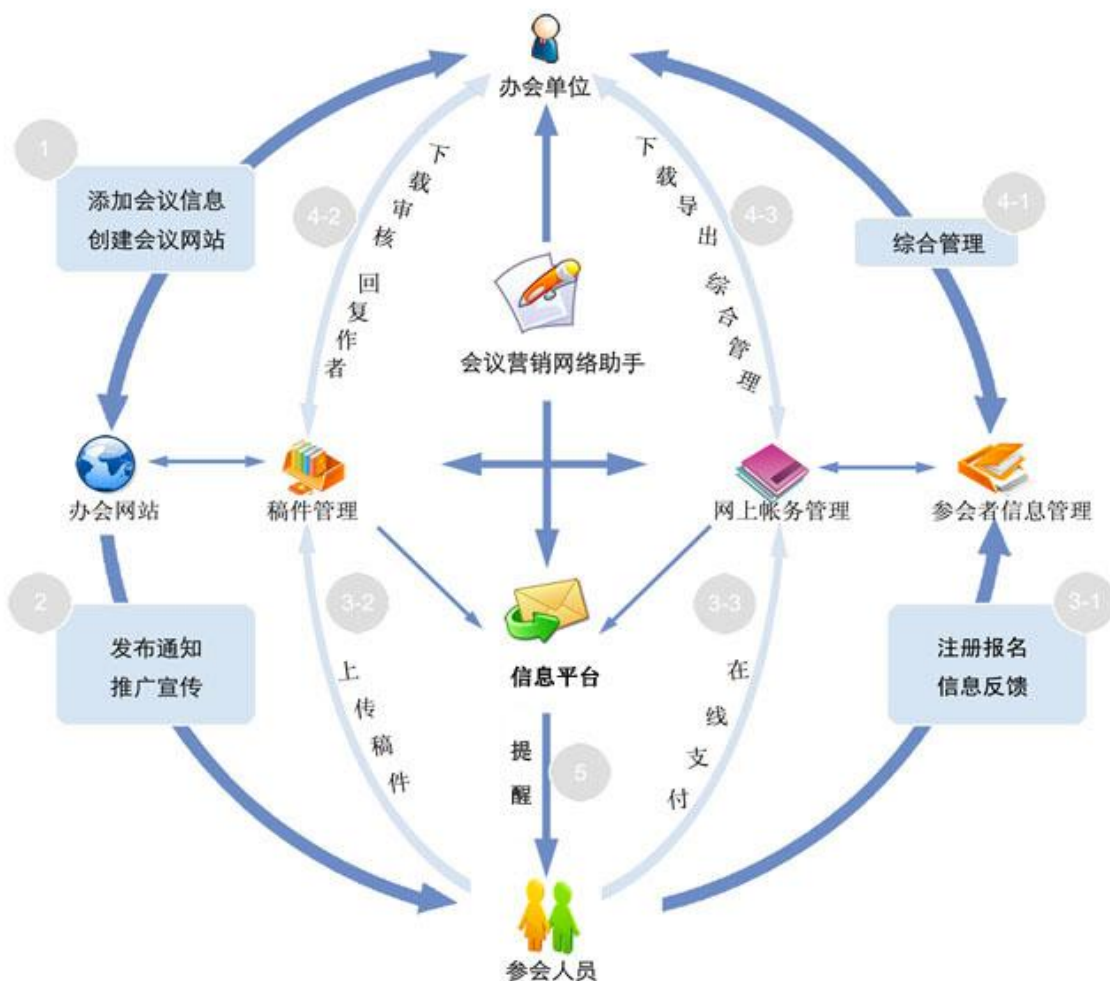 办会单位
1
添加会议信息
创建会议网站
4-2
下载审核 回复作者
下载导出 综合管理
4-3
4-1
综合管理
会议营销网络助手
办会网站
稿件管理
网上帐务管理
参会者信息管理
2
发布通知
推广宣传
3-2
上传稿件
信息平台
3-3
在线支付
3-1
注册报名
信息反馈
提醒
5
参会人员